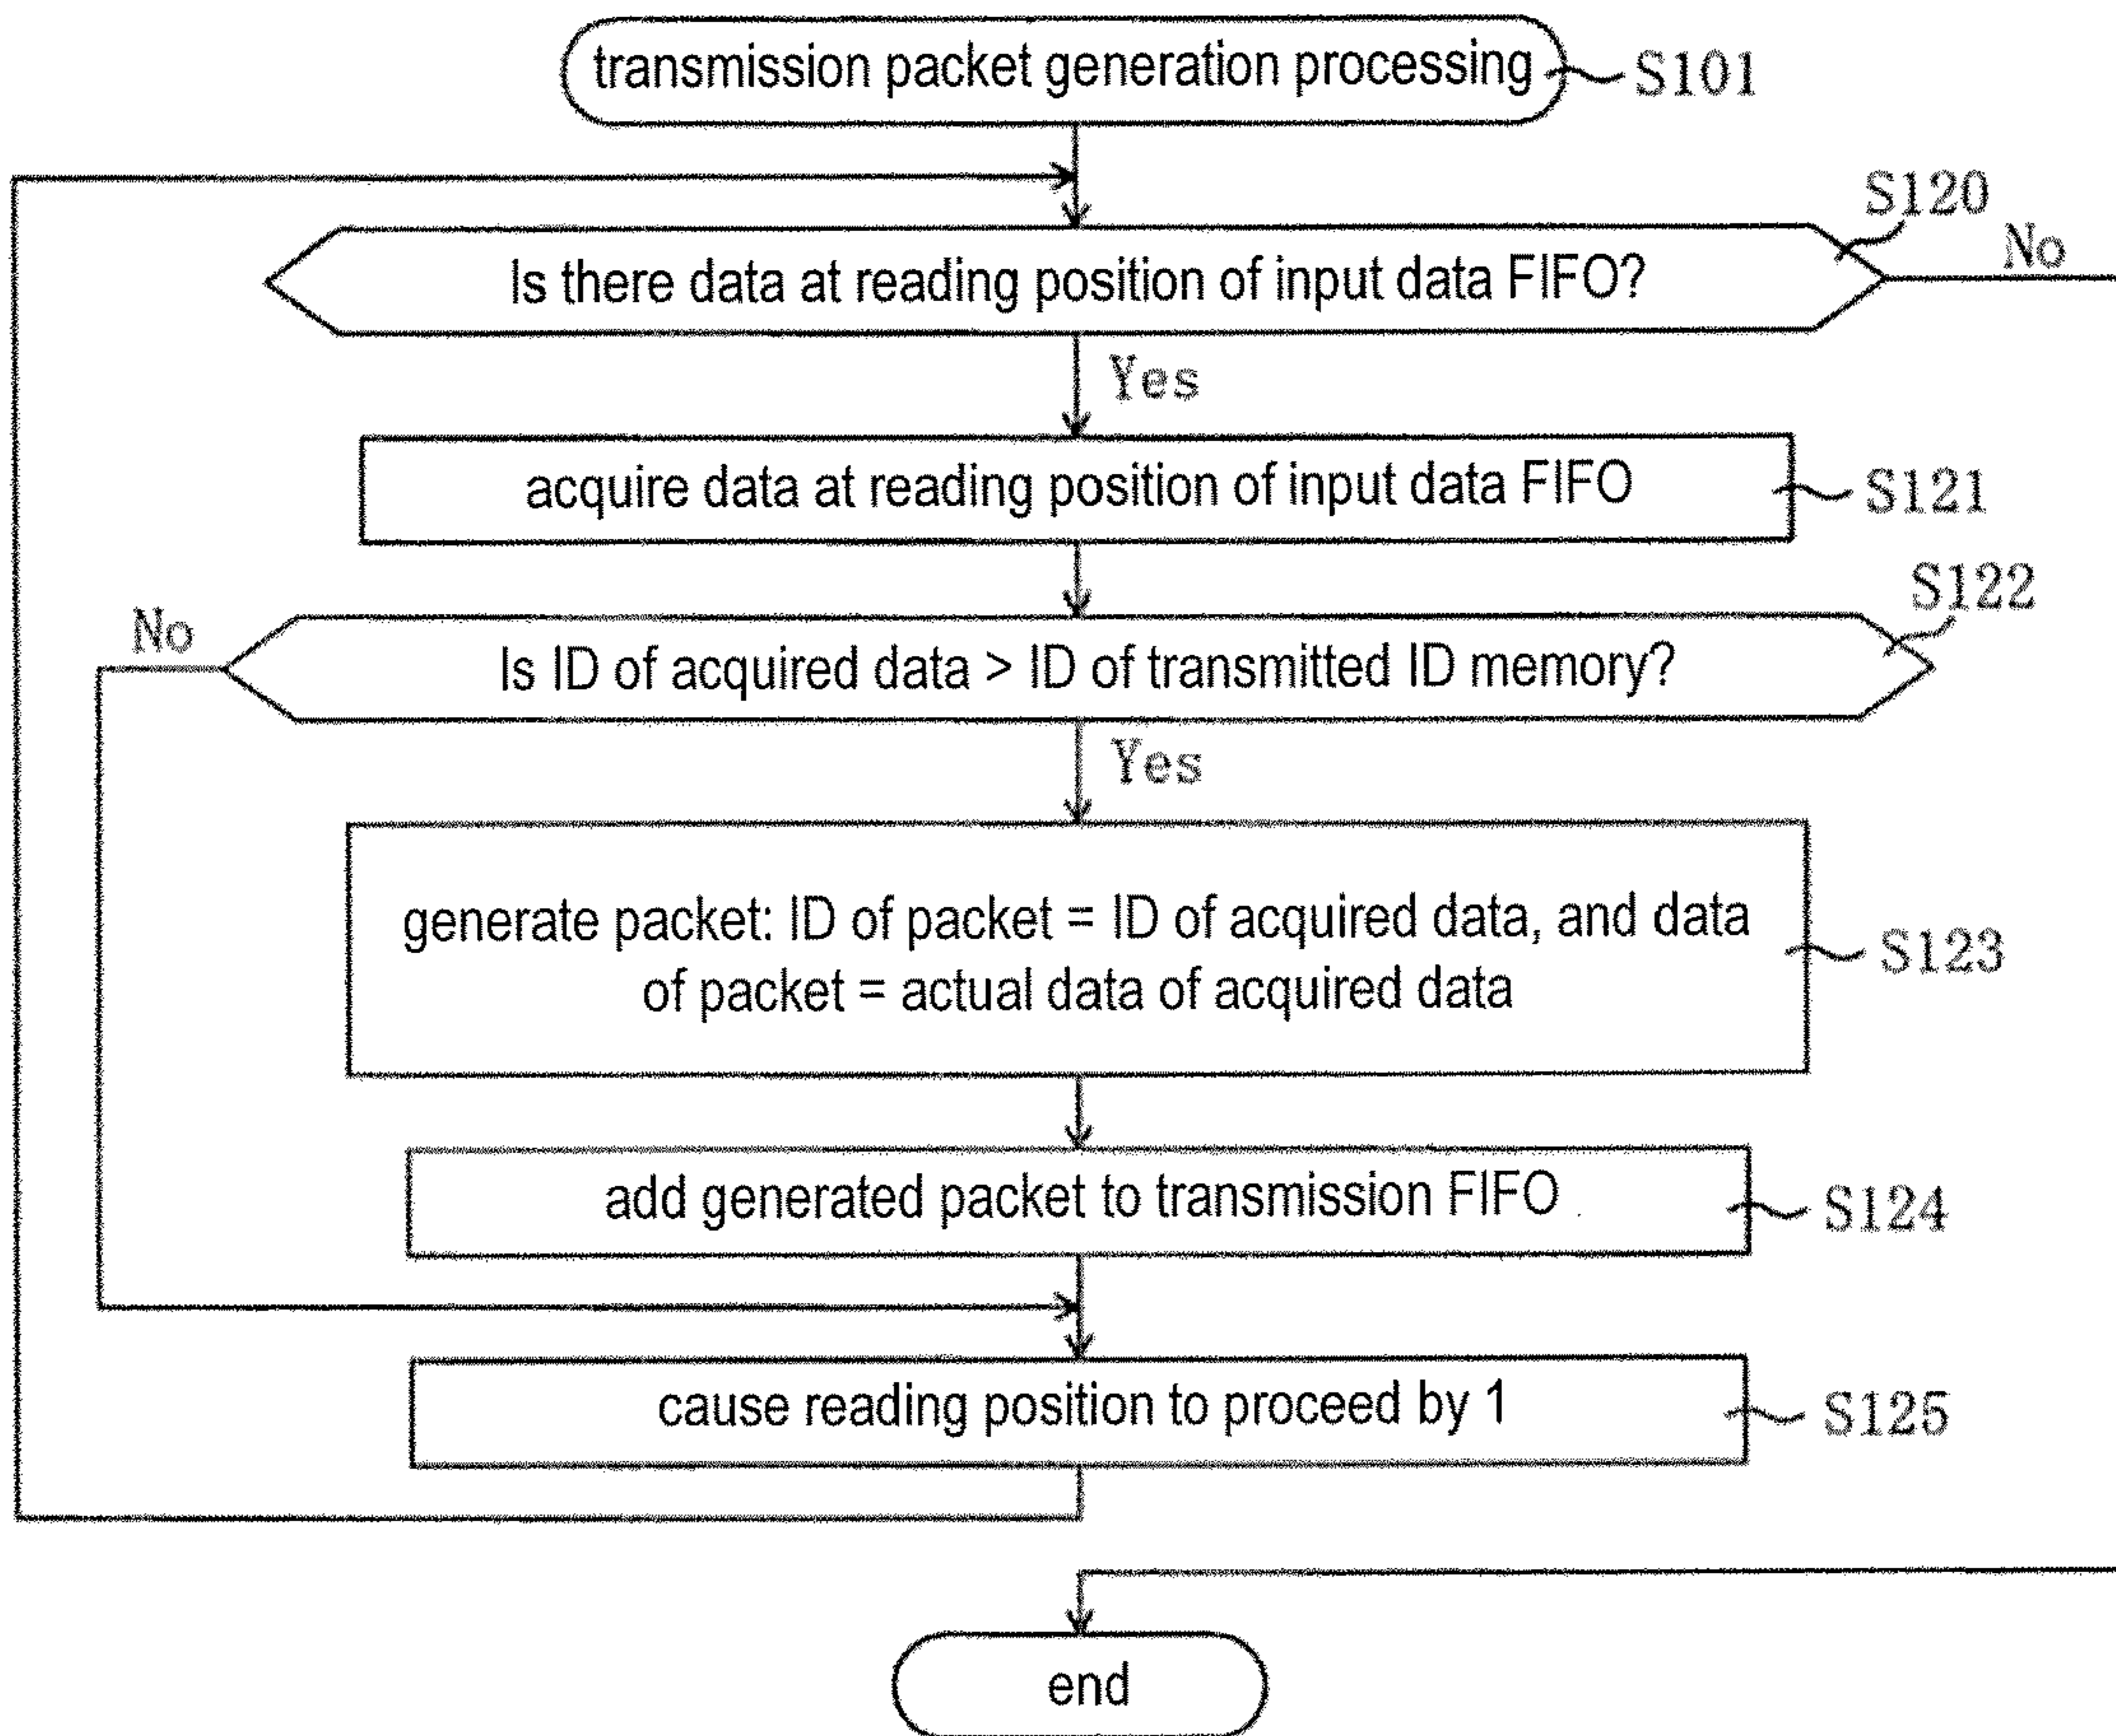 transmission packet generation processing S101
S120
No
Is there data at reading position of input data FIFO?
Yes
acquire data at reading position of input data FIFO S121
S122
No
Is ID of acquired data > ID of transmitted ID memory?
Yes
generate packet: ID of packet = ID of acquired data, and data
of packet = actual data of acquired data
S123
add generated packet to transmission FIFO S124
cause reading position to proceed by 1 S125
end